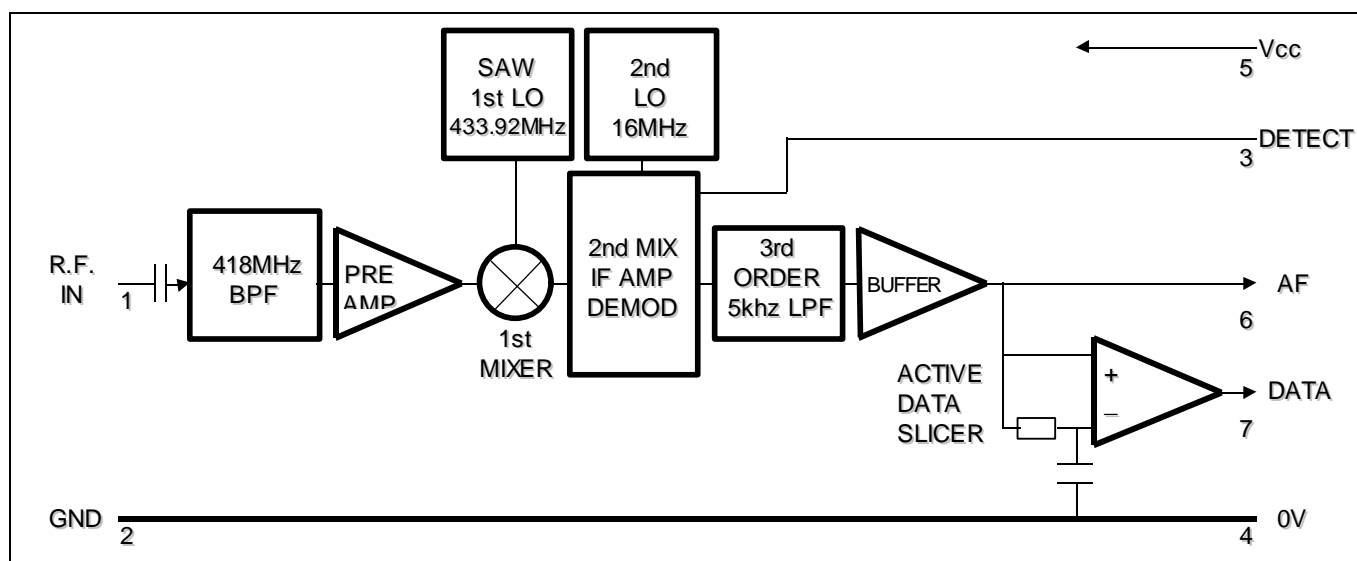 SAW
1st LO
433.92MHz
2nd
LO
16MHz
Vcc
5
DETECT
3
R.F.
IN
1
418MHz
BPF
PRE
AMP
1st
MIXER
2nd MIX
IF AMP
DEMOD
3rd
ORDER
5khz LPF
BUFFER
AF
6
ACTIVE
DATA
SLICER
+
_
DATA
7
GND
2
0V
4